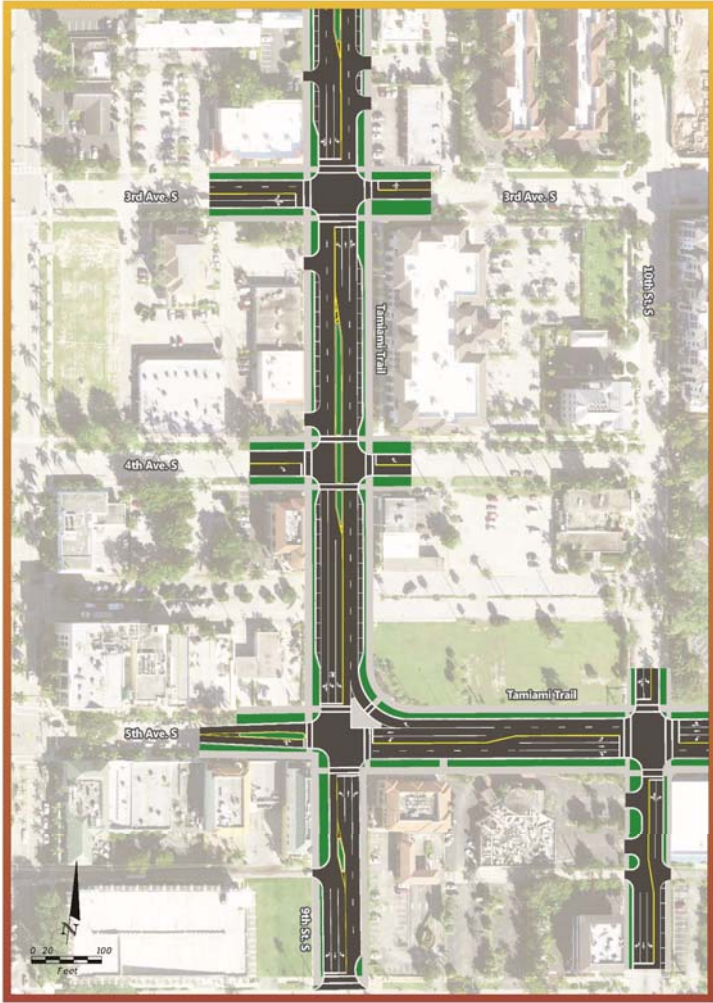 3rd Ave. S
3rd Ave. S
10th St. S
Tamiami Trail
4th Ave. S
Tamiami Trail
5th Ave. S
9th St. S
N
0 20 100
Feet